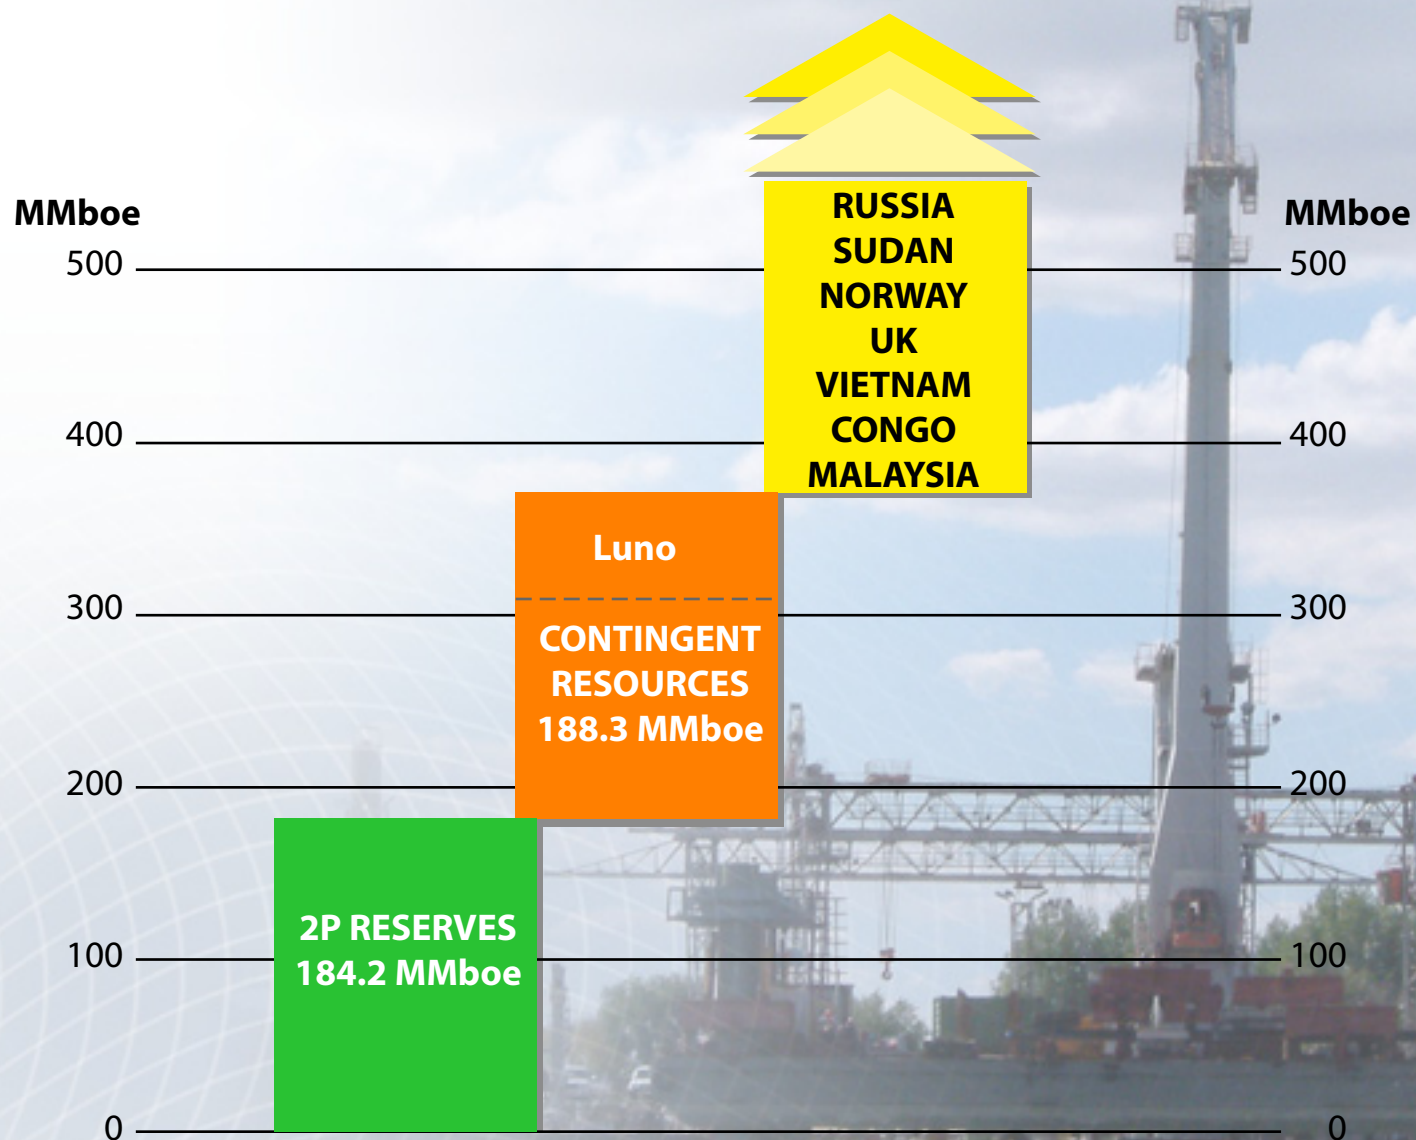 MMboe
500
400
300
200
100
0
RUSSIA
SUDAN
NORWAY
UK
VIETNAM
CONGO
MALAYSIA
Luno
CONTINGENT
RESOURCES
188.3 MMboe
2P RESERVES
184.2 MMboe
MMboe
500
400
300
200
100
0